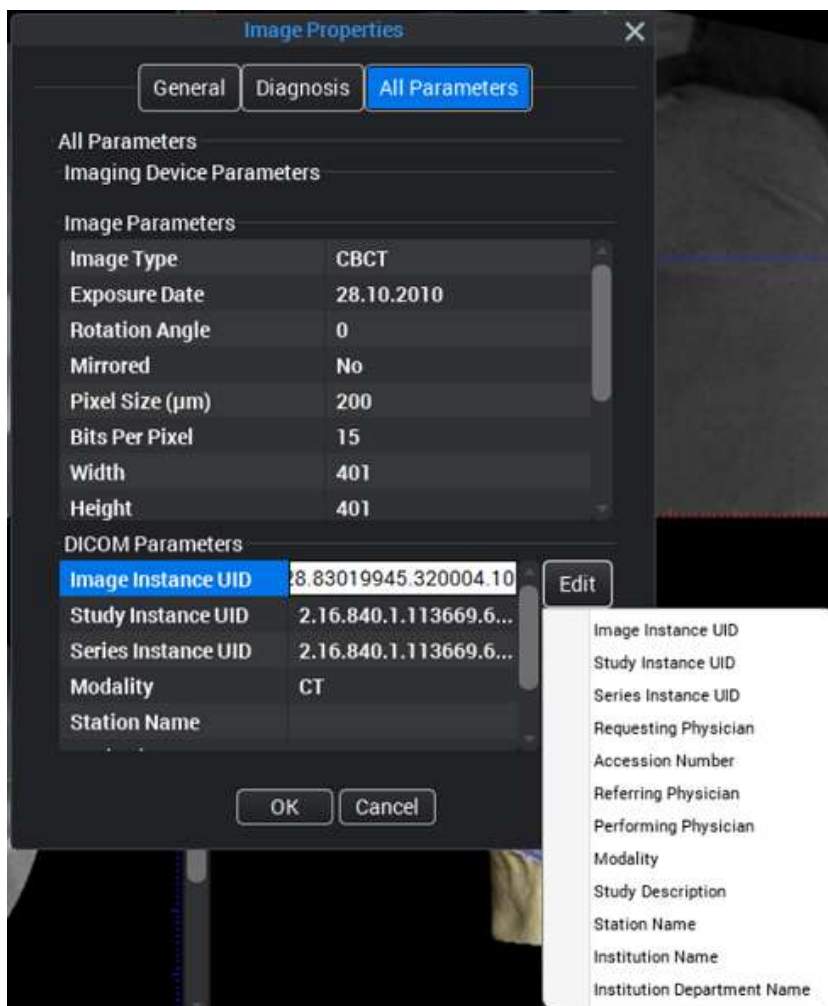 Image Properties
General Diagnosis All Parameters
All Parameters
Imaging Device Parameters
Image Parameters
Image Type CBCT
Exposure Date 28.10.2010
Rotation Angle 0
Mirrored No
Pixel Size (µm) 200
Bits Per Pixel 15
Width 401
Height 401
DICOM Parameters
Image Instance UID 28.83019945.320004.10 Edit
Study Instance UID 2.16.840.1.113669.6...
Series Instance UID 2.16.840.1.113669.6...
Modality CT
Station Name
OK Cancel
Image Instance UID
Study Instance UID
Series Instance UID
Requesting Physician
Accession Number
Referring Physician
Performing Physician
Modality
Study Description
Station Name
Institution Name
Institution Department Name